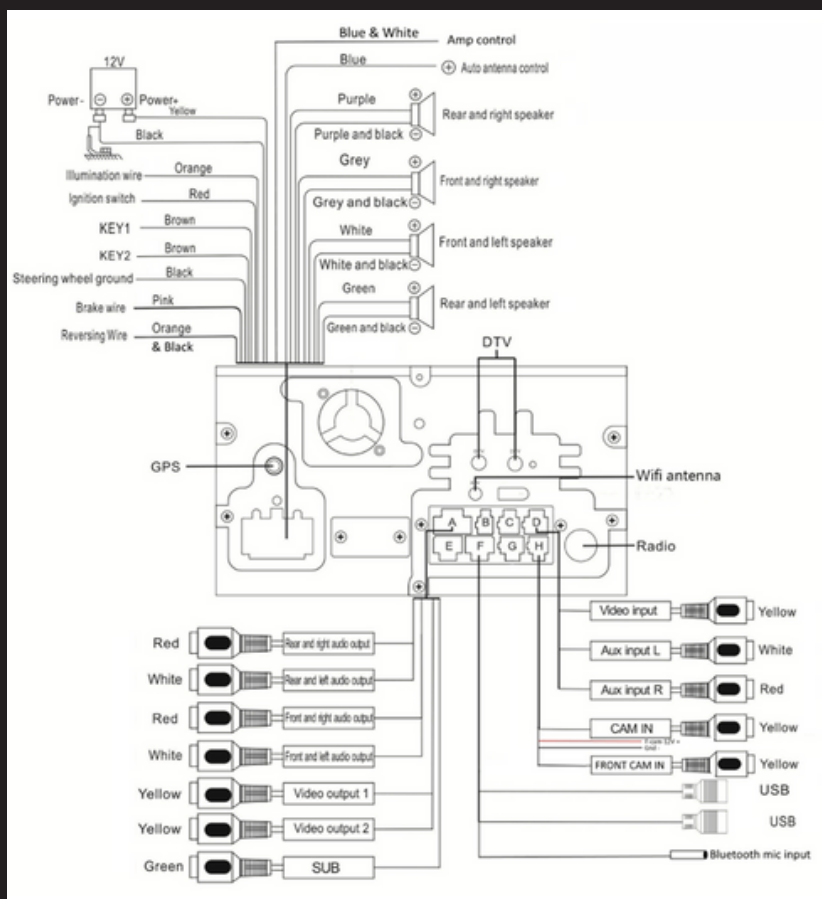 Blue & White
Amp control
Blue
Auto antenna control
12V
Power-
Power+
Yellow
Black
Purple
Purple and black
Rear and right speaker
Illumination wire
Orange
Ignition switch
Red
Grey
Grey and black
Front and right speaker
KEY1
Brown
KEY2
Brown
White
White and black
Front and left speaker
Steering wheel ground
Black
Brake wire
Pink
Green
Green and black
Rear and left speaker
Reversing Wire
Orange
& Black
DTV
GPS
Wifi antenna
A
B
C
D
E
F
G
H
Radio
Red
Rear and right audio output
White
Rear and left audio output
Red
Front and right audio output
White
Front and left audio output
Yellow
Video output 1
Yellow
Video output 2
Green
SUB
Video input
Yellow
Aux input L
White
Aux input R
Red
CAM IN
Yellow
12V +
Gnd -
FRONT CAM IN
Yellow
USB
USB
Bluetooth mic input